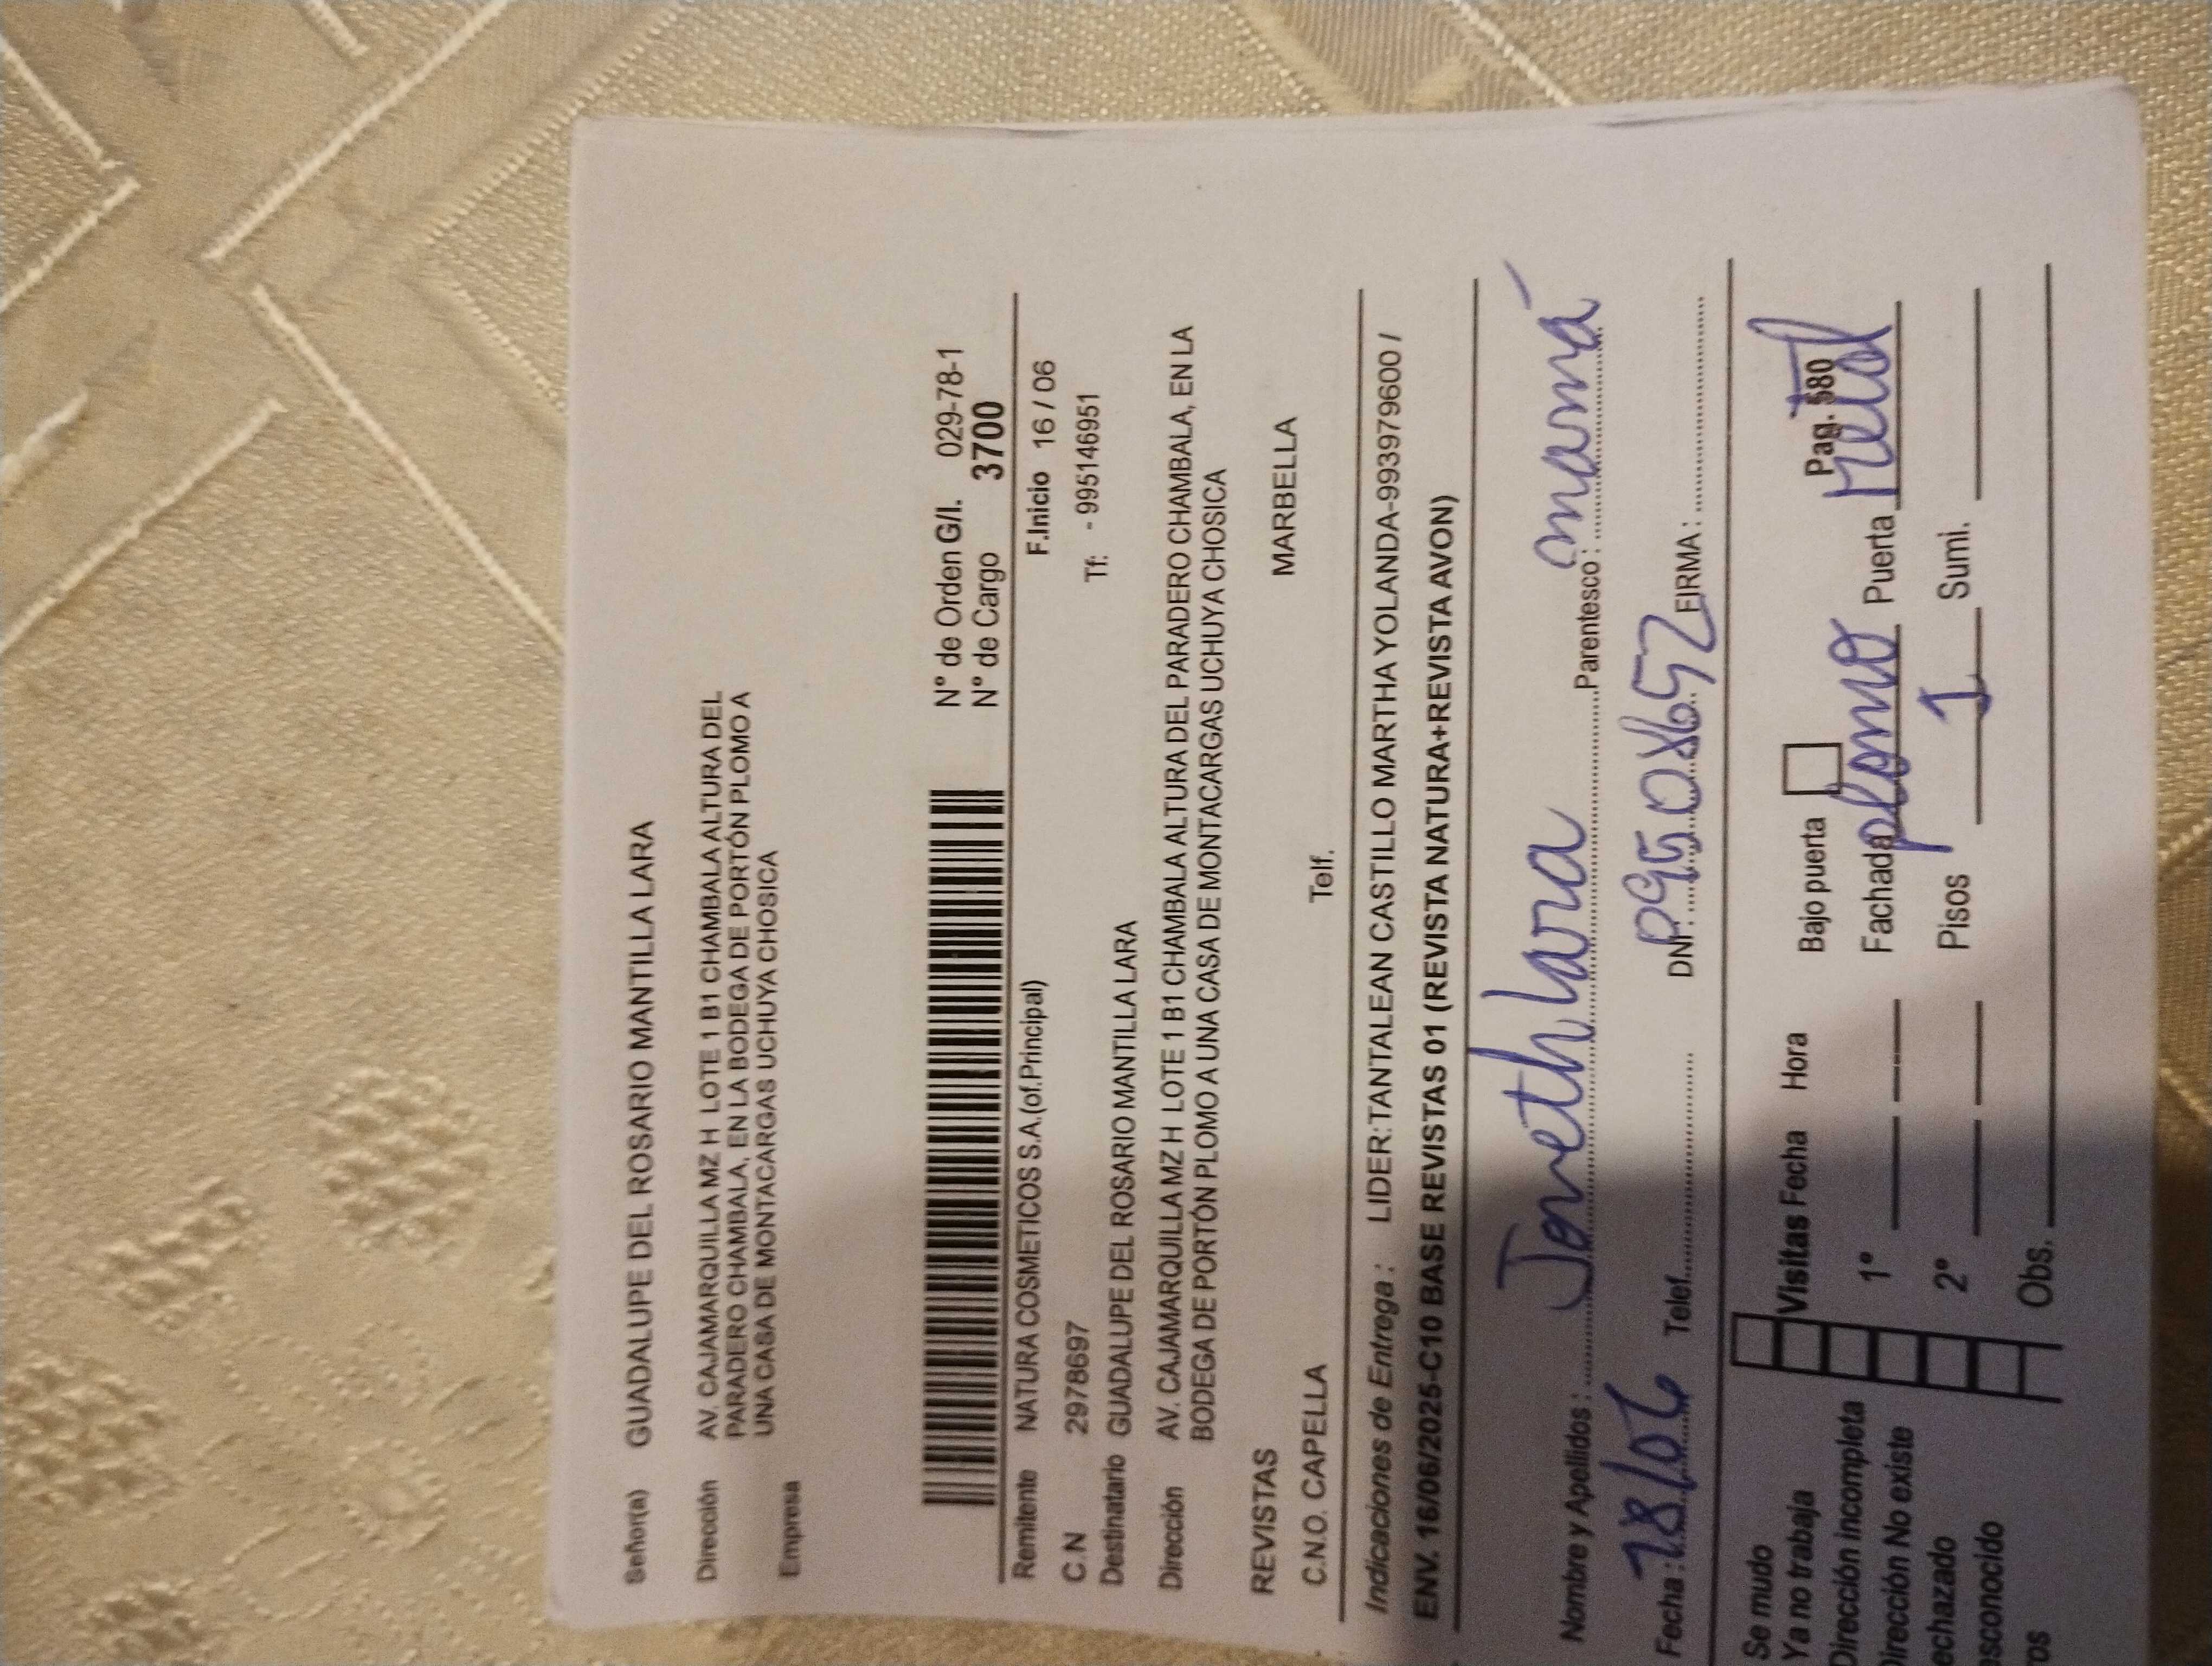 Señor(a) GUADALUPE DEL ROSARIO MANTILLA LARA
Dirección AV. CAJAMARQUILLA MZ H LOTE 1 B1 CHAMBALA ALTURA DEL
PARADERO CHAMBALA, EN LA BODEGA DE PORTÓN PLOMO A
UNA CASA DE MONTACARGAS UCHUYA CHOSICA
Empresa
N° de Orden G/I. 029-78-1
N° de Cargo 3700
Remitente NATURA COSMETICOS S.A.(of.Principal) F.Inicio 16 / 06
C.N 2978697 Tf: - 995146951
Destinatario GUADALUPE DEL ROSARIO MANTILLA LARA
Dirección AV. CAJAMARQUILLA MZ H LOTE 1 B1 CHAMBALA ALTURA DEL PARADERO CHAMBALA, EN LA
BODEGA DE PORTÓN PLOMO A UNA CASA DE MONTACARGAS UCHUYA CHOSICA
REVISTAS MARBELLA
C.N.O. CAPELLA Telf.
Indicaciones de Entrega : LIDER:TANTALEAN CASTILLO MARTHA YOLANDA-993979600 /
ENV. 16/06/2025-C10 BASE REVISTAS 01 (REVISTA NATURA+REVISTA AVON)
Nombre y Apellidos : Janeth Lara Parentesco : mamá
Fecha : 18/06 Telef. DNI: FIRMA :
Se mudo
Ya no trabaja Visitas Fecha Hora Bajo puerta Pag. 580
Dirección incompleta 1° Fachada plomo Puerta metal
Dirección No existe
echazado 2° Pisos 1 Sumi.
sconocido
ros Obs.